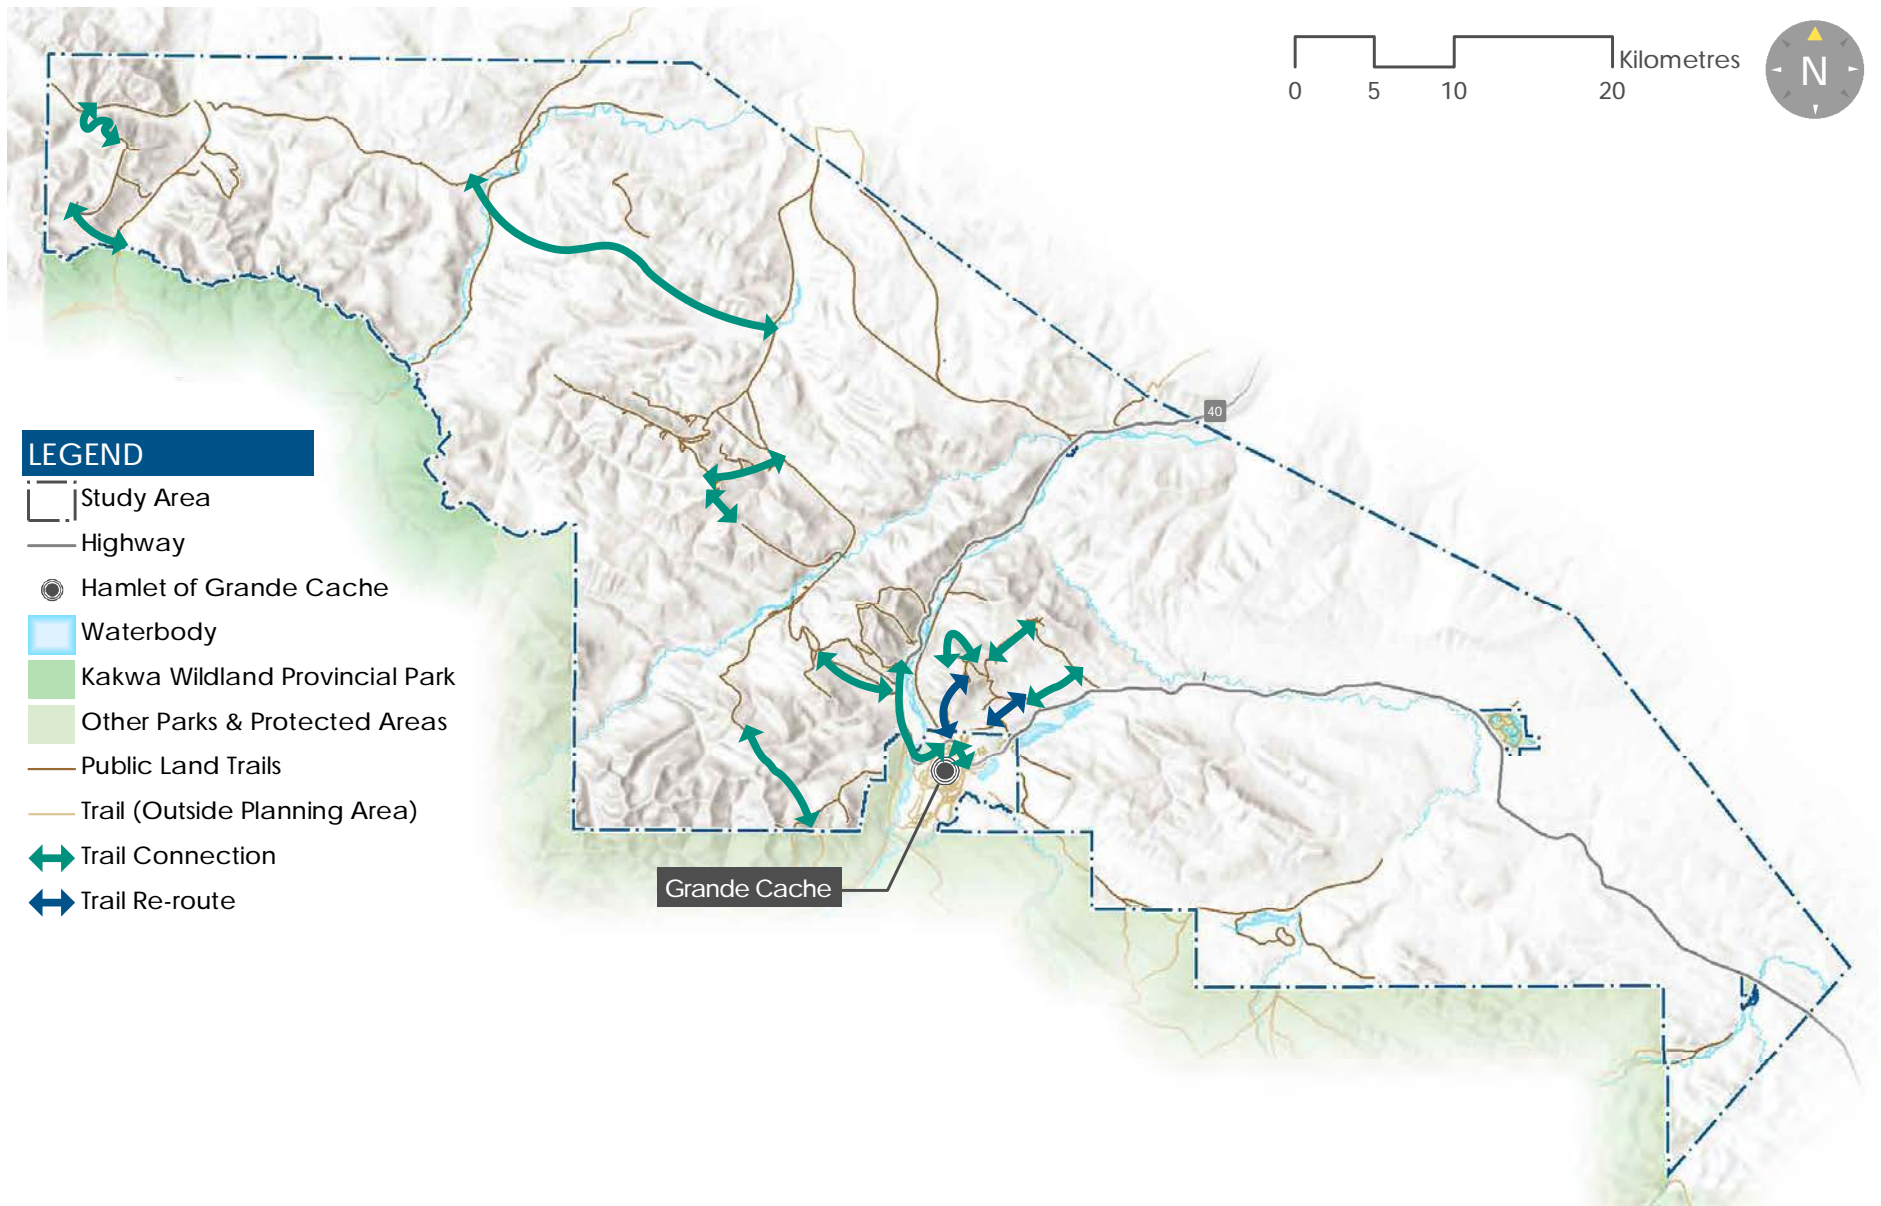 Kilometres
N
0 5 10 20
40
LEGEND
Study Area
Highway
Hamlet of Grande Cache
Waterbody
Kakwa Wildland Provincial Park
Other Parks & Protected Areas
Public Land Trails
Trail (Outside Planning Area)
Trail Connection
Trail Re-route
Grande Cache